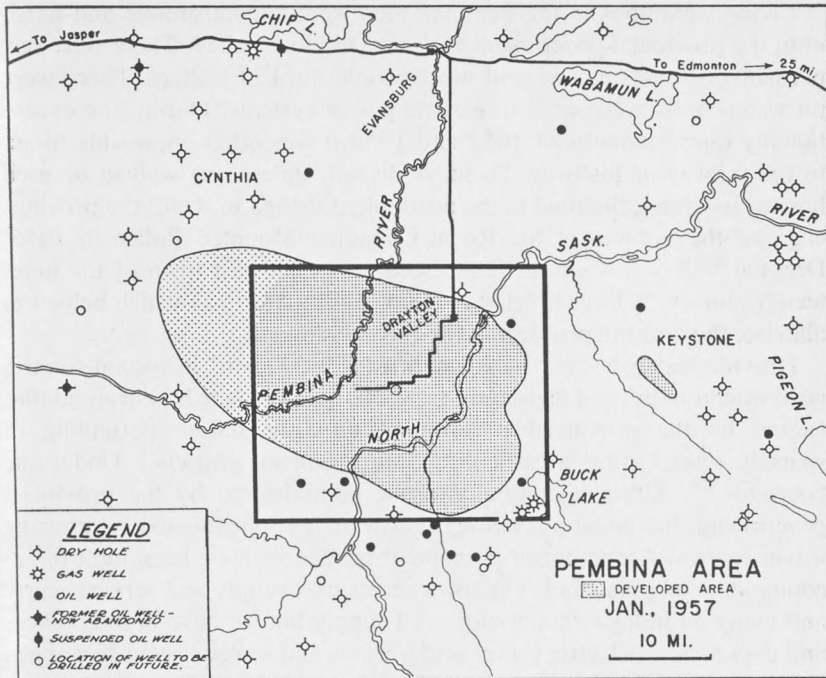 CHIP L.
To Jasper
To Edmonton 25 mi.
WABAMUN L.
EVANSBURG
CYNTHIA
RIVER
RIVER
SASK.
DRAYTON
VALLEY
KEYSTONE
PIGEON
PEMBINA
NORTH
BUCK
LAKE
LEGEND
DRY HOLE
GAS WELL
OIL WELL
FORMER OIL WELL-
NOW ABANDONED
SUSPENDED OIL WELL
LOCATION OF WELL TO BE
DRILLED IN FUTURE.
PEMBINA AREA
DEVELOPED AREA
JAN., 1957
10 MI.